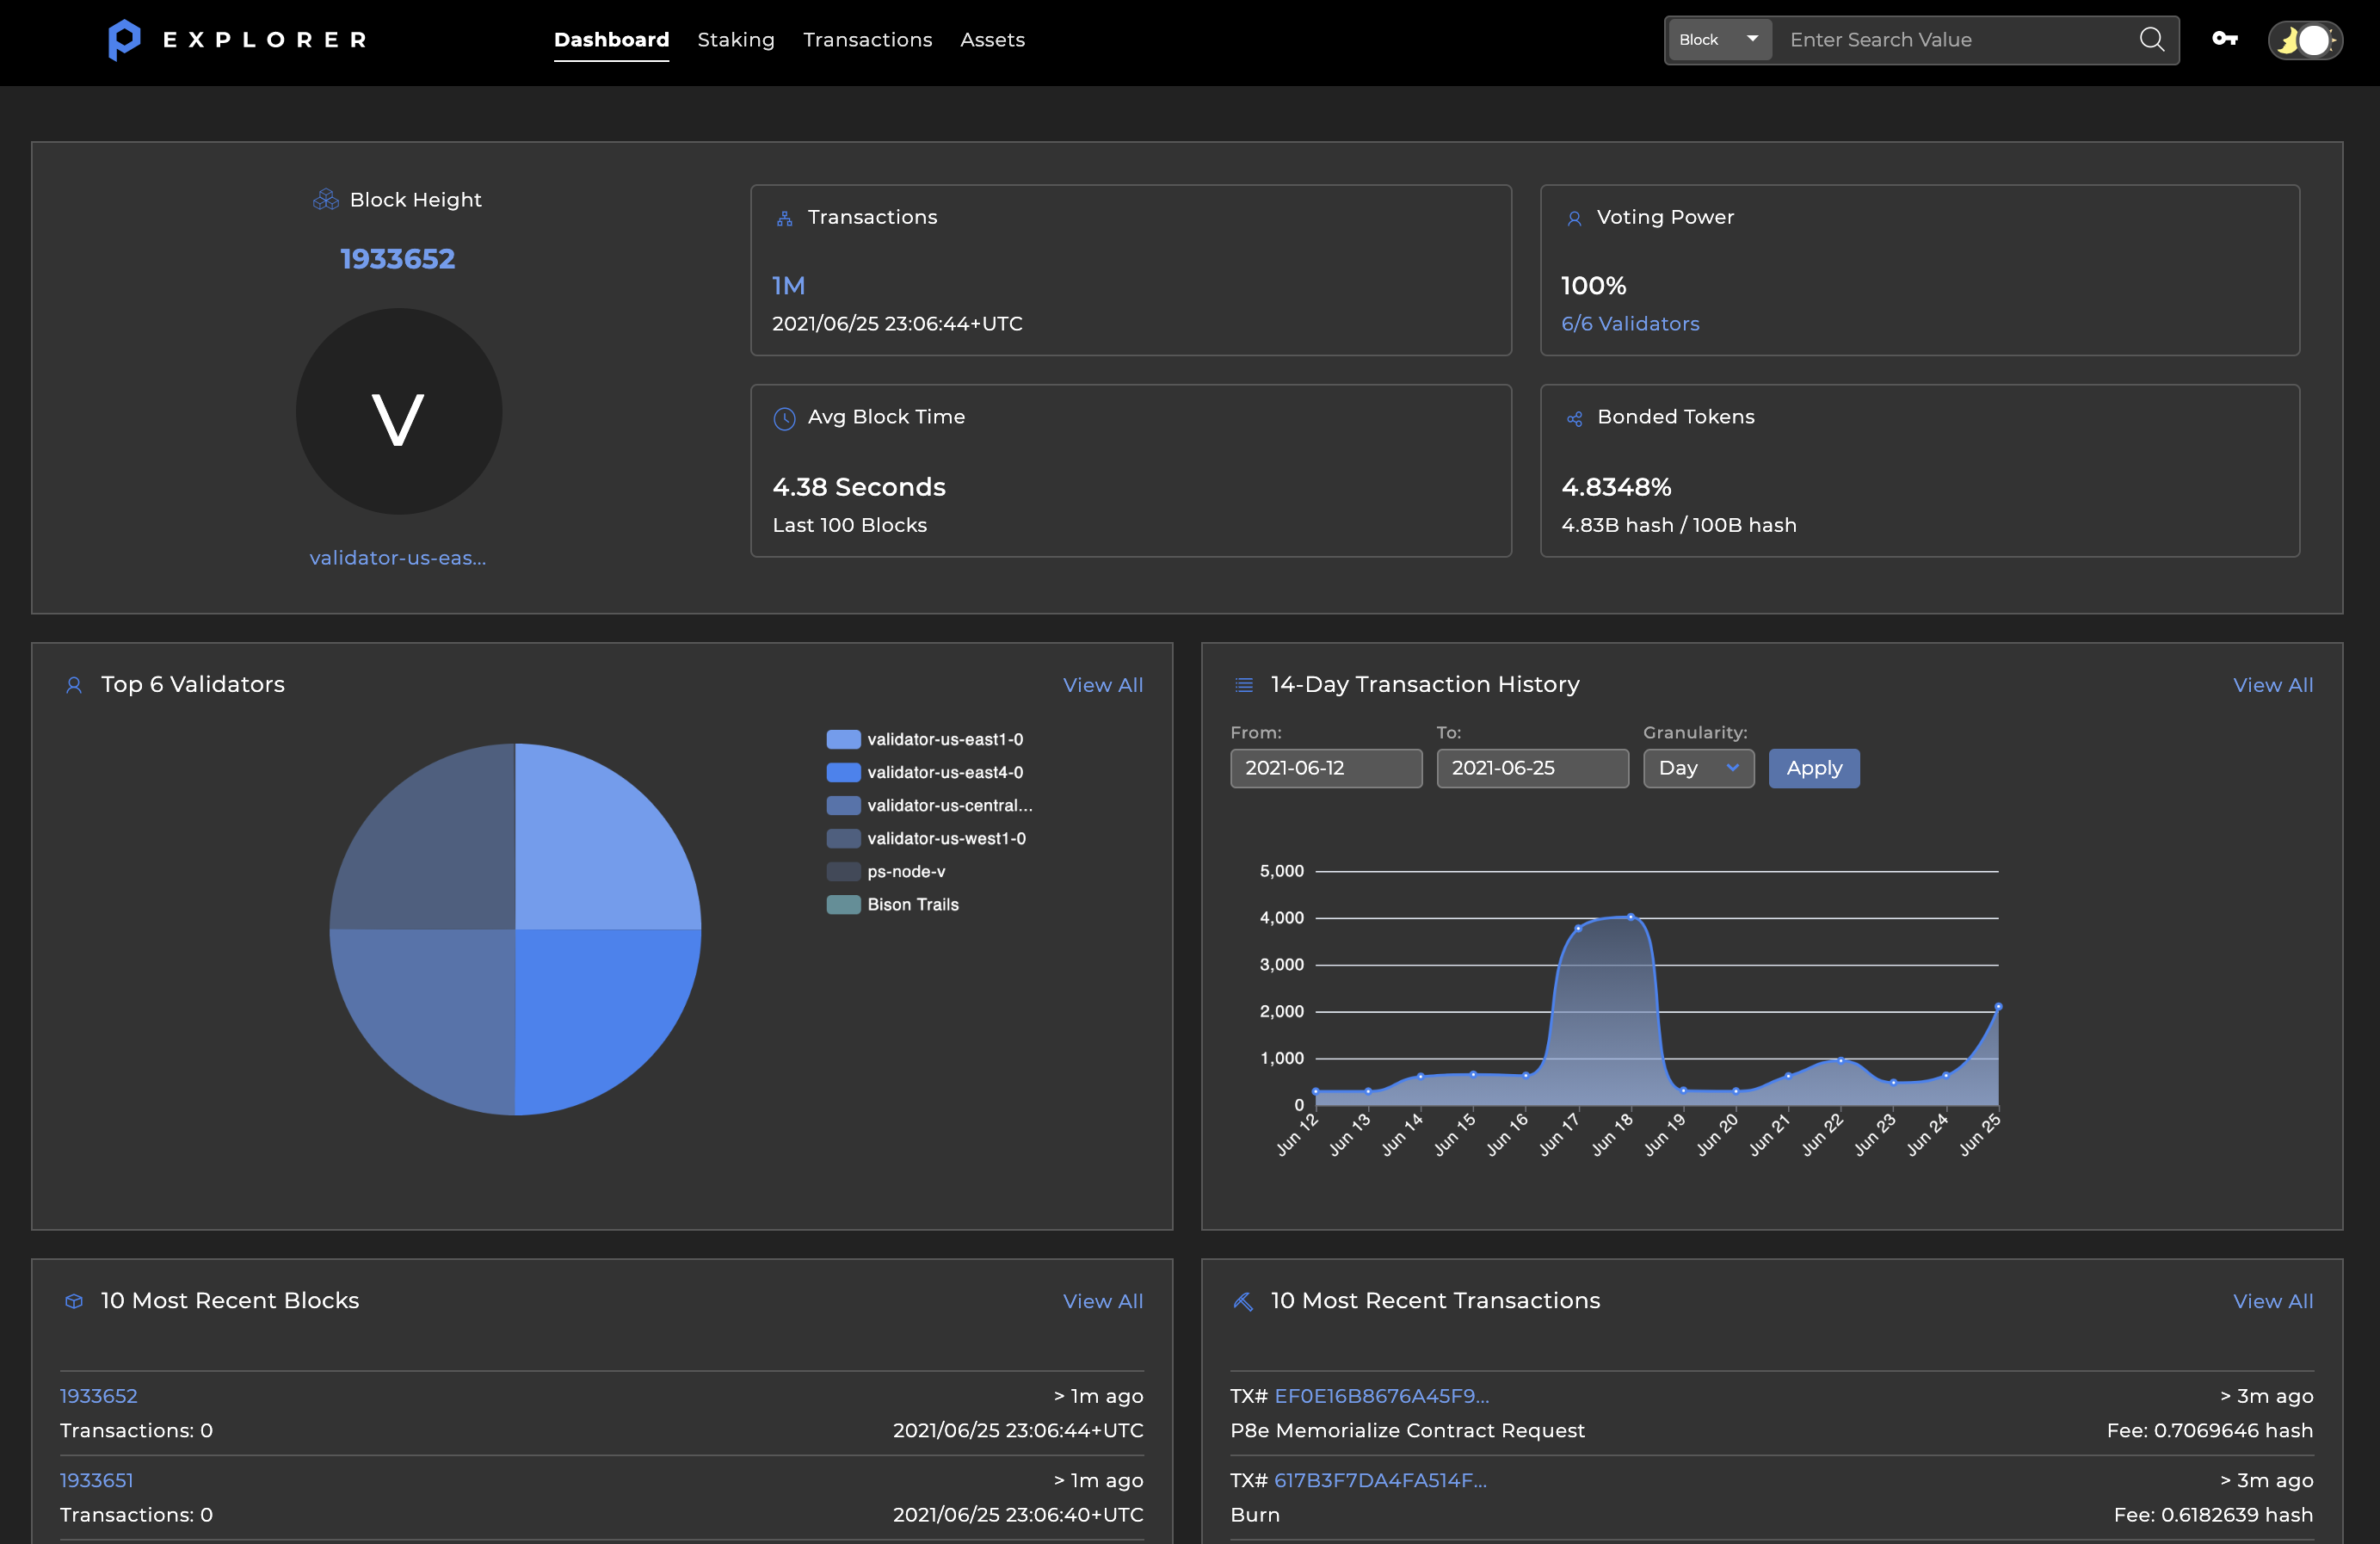 EXPLORER
Dashboard Staking Transactions Assets
Block Enter Search Value
Block Height
1933652
V
validator-us-eas...
Transactions
1M
2021/06/25 23:06:44+UTC
Voting Power
100%
6/6 Validators
Avg Block Time
4.38 Seconds
Last 100 Blocks
Bonded Tokens
4.8348%
4.83B hash / 100B hash
Top 6 Validators View All
validator-us-east1-0
validator-us-east4-0
validator-us-central...
validator-us-west1-0
ps-node-v
Bison Trails
14-Day Transaction History View All
From: To: Granularity:
2021-06-12 2021-06-25 Day Apply
5,000
4,000
3,000
2,000
1,000
0
Jun 12 Jun 13 Jun 14 Jun 15 Jun 16 Jun 17 Jun 18 Jun 19 Jun 20 Jun 21 Jun 22 Jun 23 Jun 24 Jun 25
10 Most Recent Blocks View All
1933652 > 1m ago
Transactions: 0 2021/06/25 23:06:44+UTC
1933651 > 1m ago
Transactions: 0 2021/06/25 23:06:40+UTC
10 Most Recent Transactions View All
TX# EF0E16B8676A45F9... > 3m ago
P8e Memorialize Contract Request Fee: 0.7069646 hash
TX# 617B3F7DA4FA514F... > 3m ago
Burn Fee: 0.6182639 hash